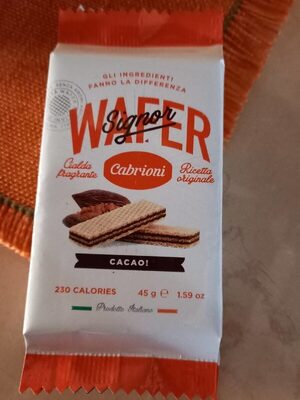 GLI INGREDIENTI
FANNO LA DIFFERENZA
Signor
WAFER
Cialda
fragrante
Cabrioni
Ricetta
originale
CACAO!
230 CALORIES
45 g e 1.59 oz
Prodotto Italiano